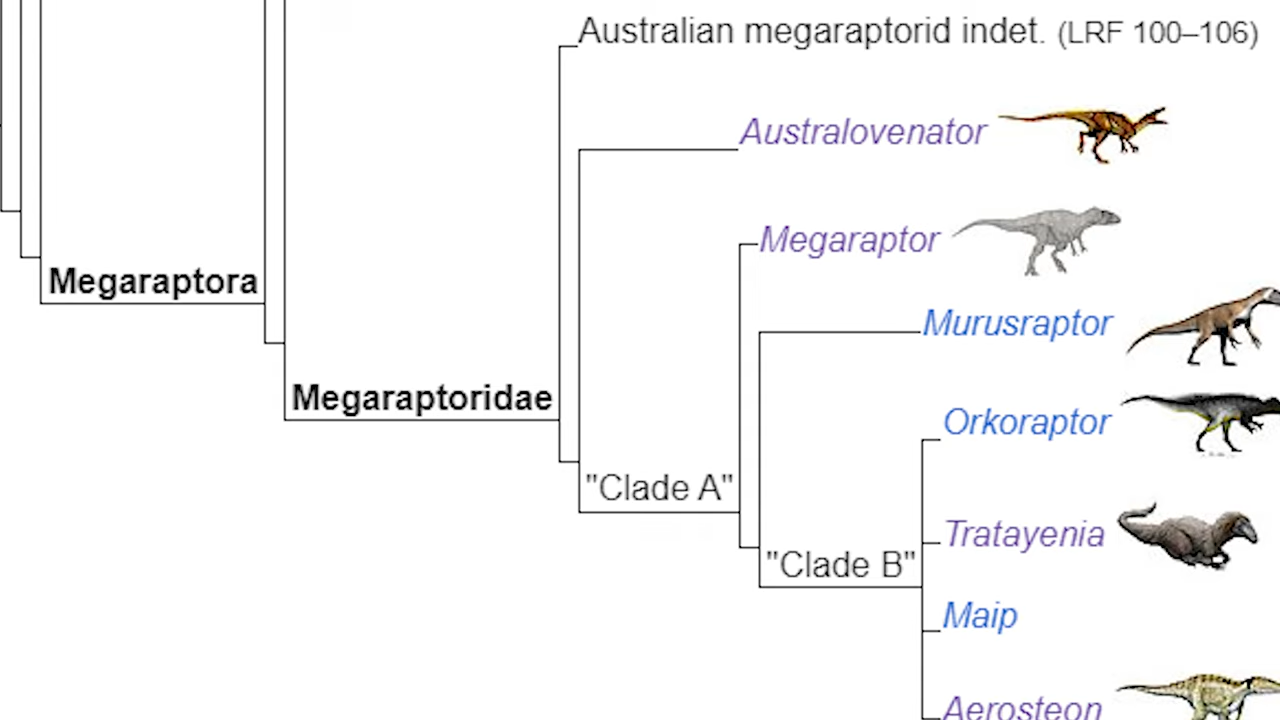 Australian megaraptorid indet. (LRF 100–106)
Australovenator
Megaraptor
Megaraptora
Murusraptor
Megaraptoridae
Orkoraptor
"Clade A"
Tratayenia
"Clade B"
Maip
Aerosteon